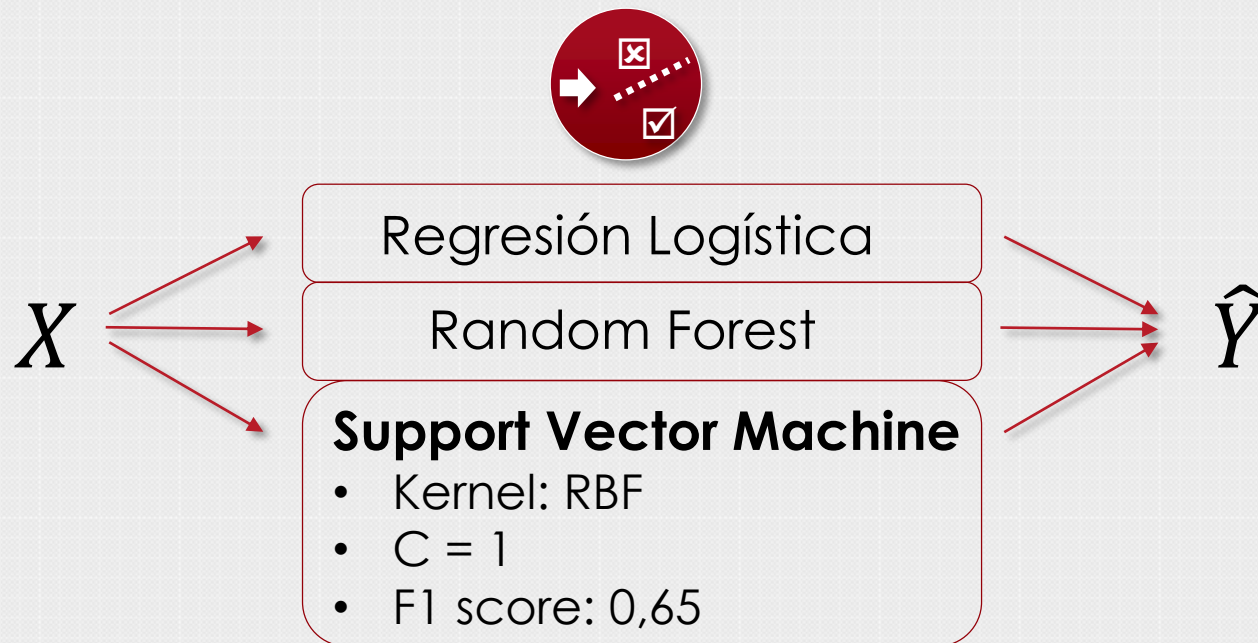 Regresión Logística
X
Random Forest
Ŷ
Support Vector Machine
• Kernel: RBF
• C = 1
• F1 score: 0,65